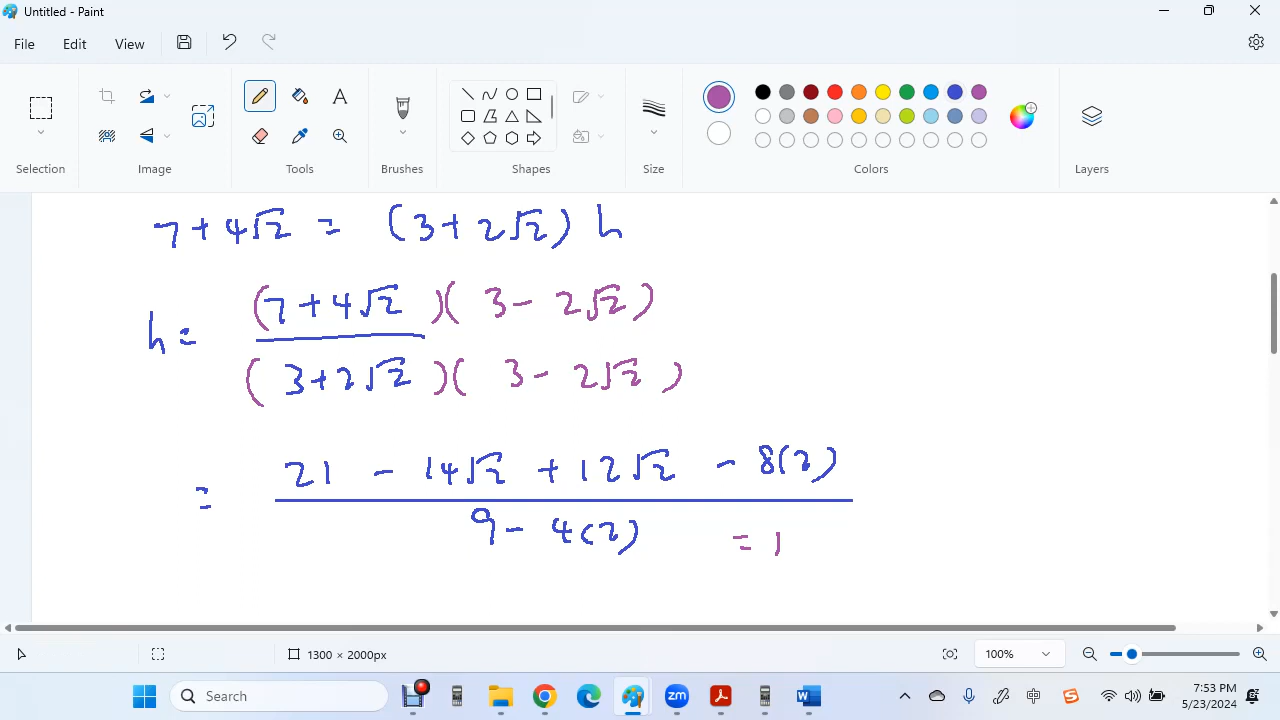 Untitled - Paint
File Edit View
A
Selection Image Tools Brushes Shapes Size Colors Layers
7 + 4√2 = (3 + 2√2) h
h = (7 + 4√2)(3 - 2√2)
(3 + 2√2)(3 - 2√2)
= 21 - 14√2 + 12√2 - 8(2)
9 - 4(2) = 1
1300 × 2000px 100%
Search zm W 中 S 7:53 PM
5/23/2024